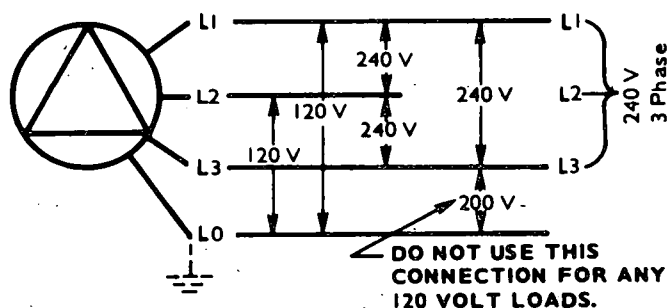 L1
L1
240 V
L2
L2
120 V
240 V
240 V
3 Phase
120 V
240 V
L3
L3
200 V
L0
DO NOT USE THIS
CONNECTION FOR ANY
120 VOLT LOADS.